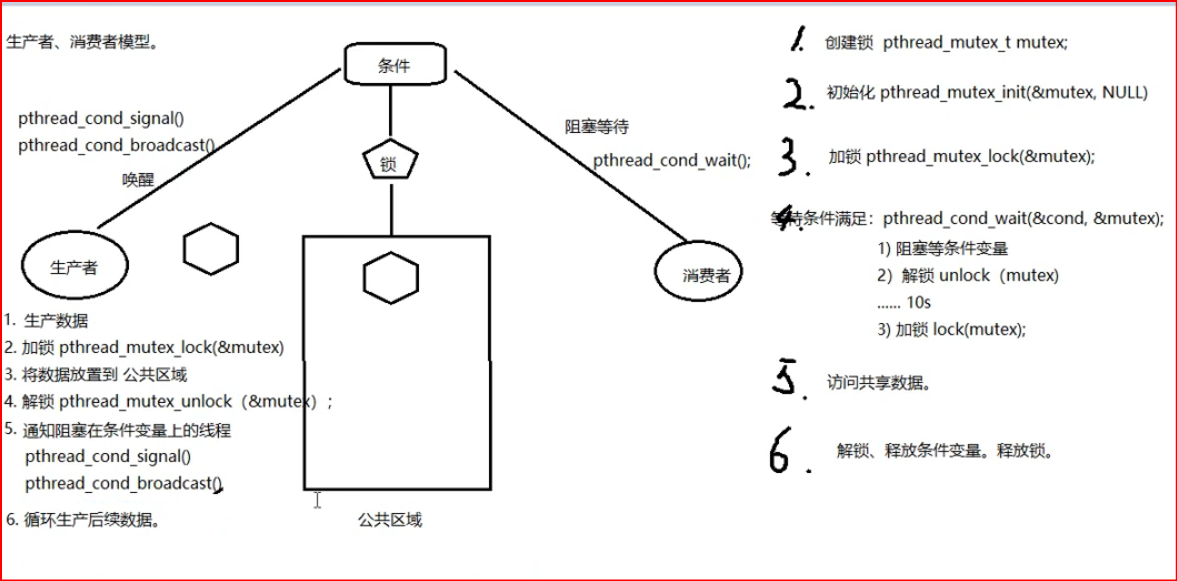 生产者、消费者模型。
条件
pthread_cond_signal()
pthread_cond_broadcast()
唤醒
锁
阻塞等待
pthread_cond_wait();
生产者
消费者
1. 生产数据
2. 加锁 pthread_mutex_lock(&mutex)
3. 将数据放置到 公共区域
4. 解锁 pthread_mutex_unlock（&mutex）;
5. 通知阻塞在条件变量上的线程
pthread_cond_signal()
pthread_cond_broadcast()
6. 循环生产后续数据。
公共区域
1. 创建锁 pthread_mutex_t mutex;
2. 初始化 pthread_mutex_init(&mutex, NULL)
3. 加锁 pthread_mutex_lock(&mutex);
4. 等待条件满足：pthread_cond_wait(&cond, &mutex);
1) 阻塞等条件变量
2）解锁 unlock（mutex)
...... 10s
3) 加锁 lock(mutex);
5. 访问共享数据。
6. 解锁、释放条件变量。释放锁。